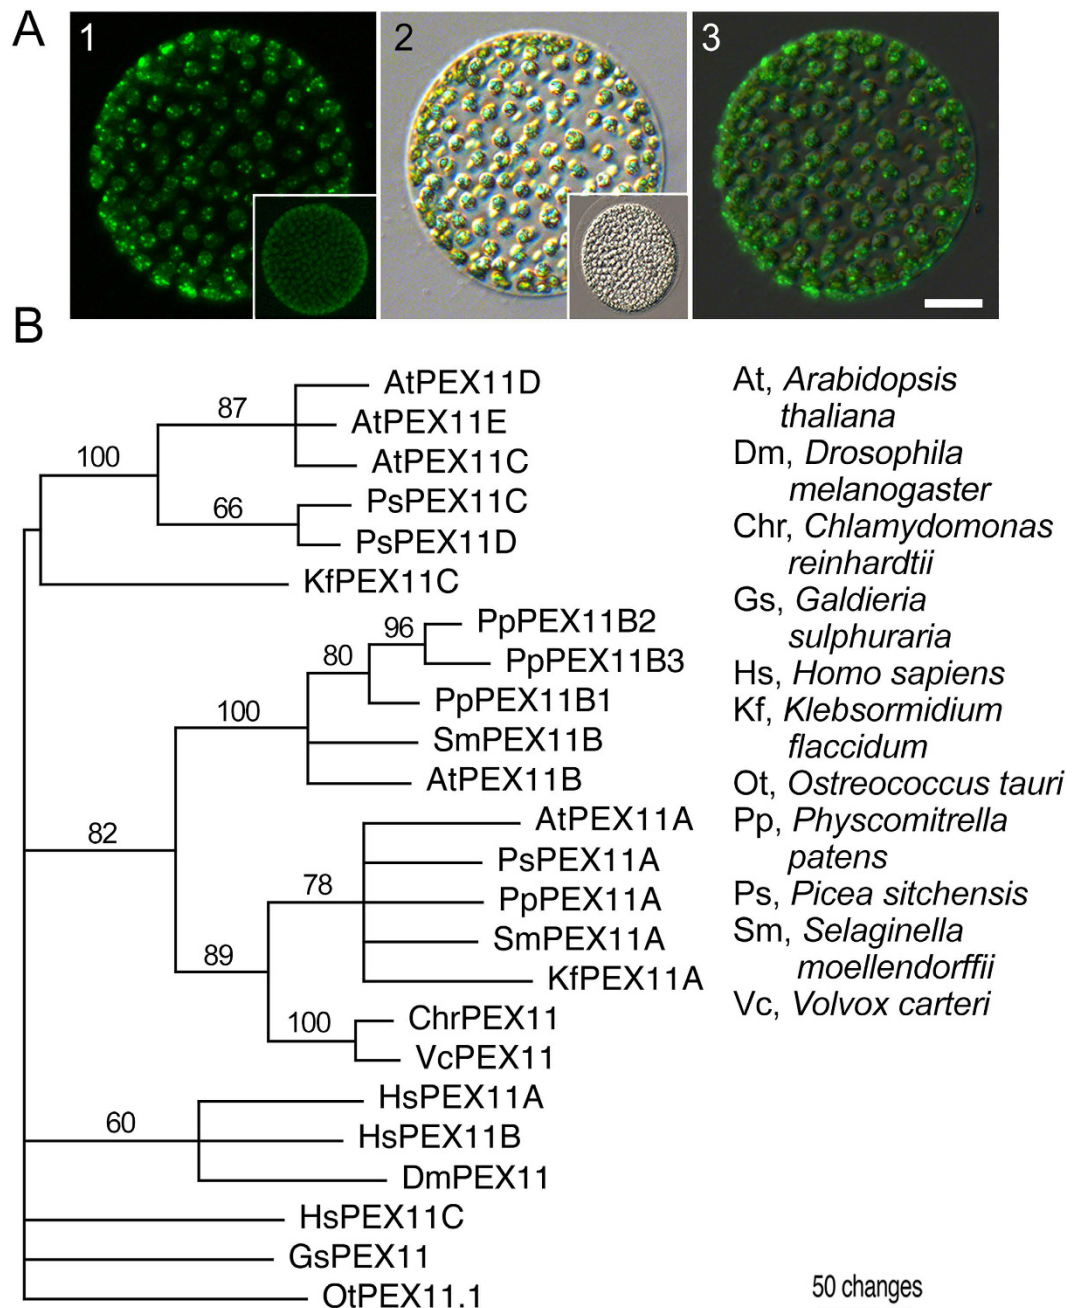 A
1
2
3
B
AtPEX11D
87
AtPEX11E
100
AtPEX11C
PsPEX11C
66
PsPEX11D
KfPEX11C
PpPEX11B2
96
PpPEX11B3
80
PpPEX11B1
100
SmPEX11B
AtPEX11B
AtPEX11A
82
PsPEX11A
78
PpPEX11A
SmPEX11A
89
KfPEX11A
ChrPEX11
100
VcPEX11
HsPEX11A
60
HsPEX11B
DmPEX11
HsPEX11C
GsPEX11
OtPEX11.1
At, Arabidopsis
thaliana
Dm, Drosophila
melanogaster
Chr, Chlamydomonas
reinhardtii
Gs, Galdieria
sulphuraria
Hs, Homo sapiens
Kf, Klebsormidium
flaccidum
Ot, Ostreococcus tauri
Pp, Physcomitrella
patens
Ps, Picea sitchensis
Sm, Selaginella
moellendorffii
Vc, Volvox carteri
50 changes